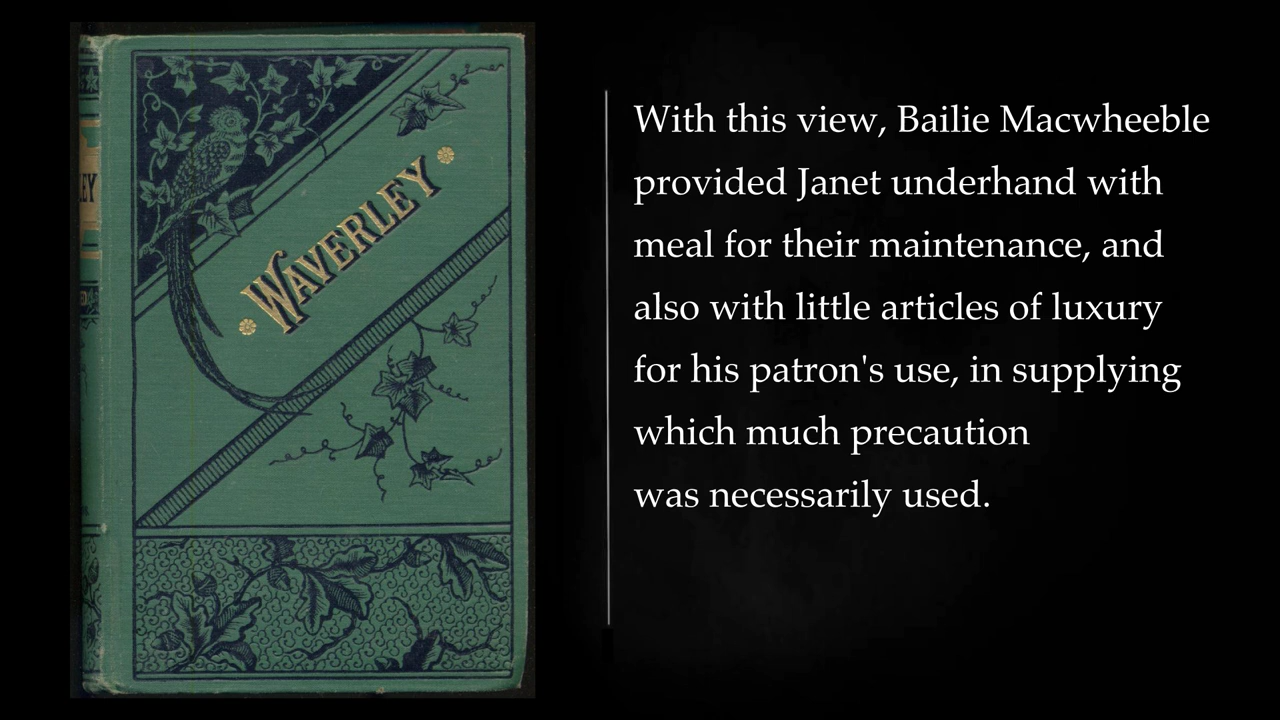 WAVERLEY
LEY
With this view, Bailie Macwheeble
provided Janet underhand with
meal for their maintenance, and
also with little articles of luxury
for his patron's use, in supplying
which much precaution
was necessarily used.